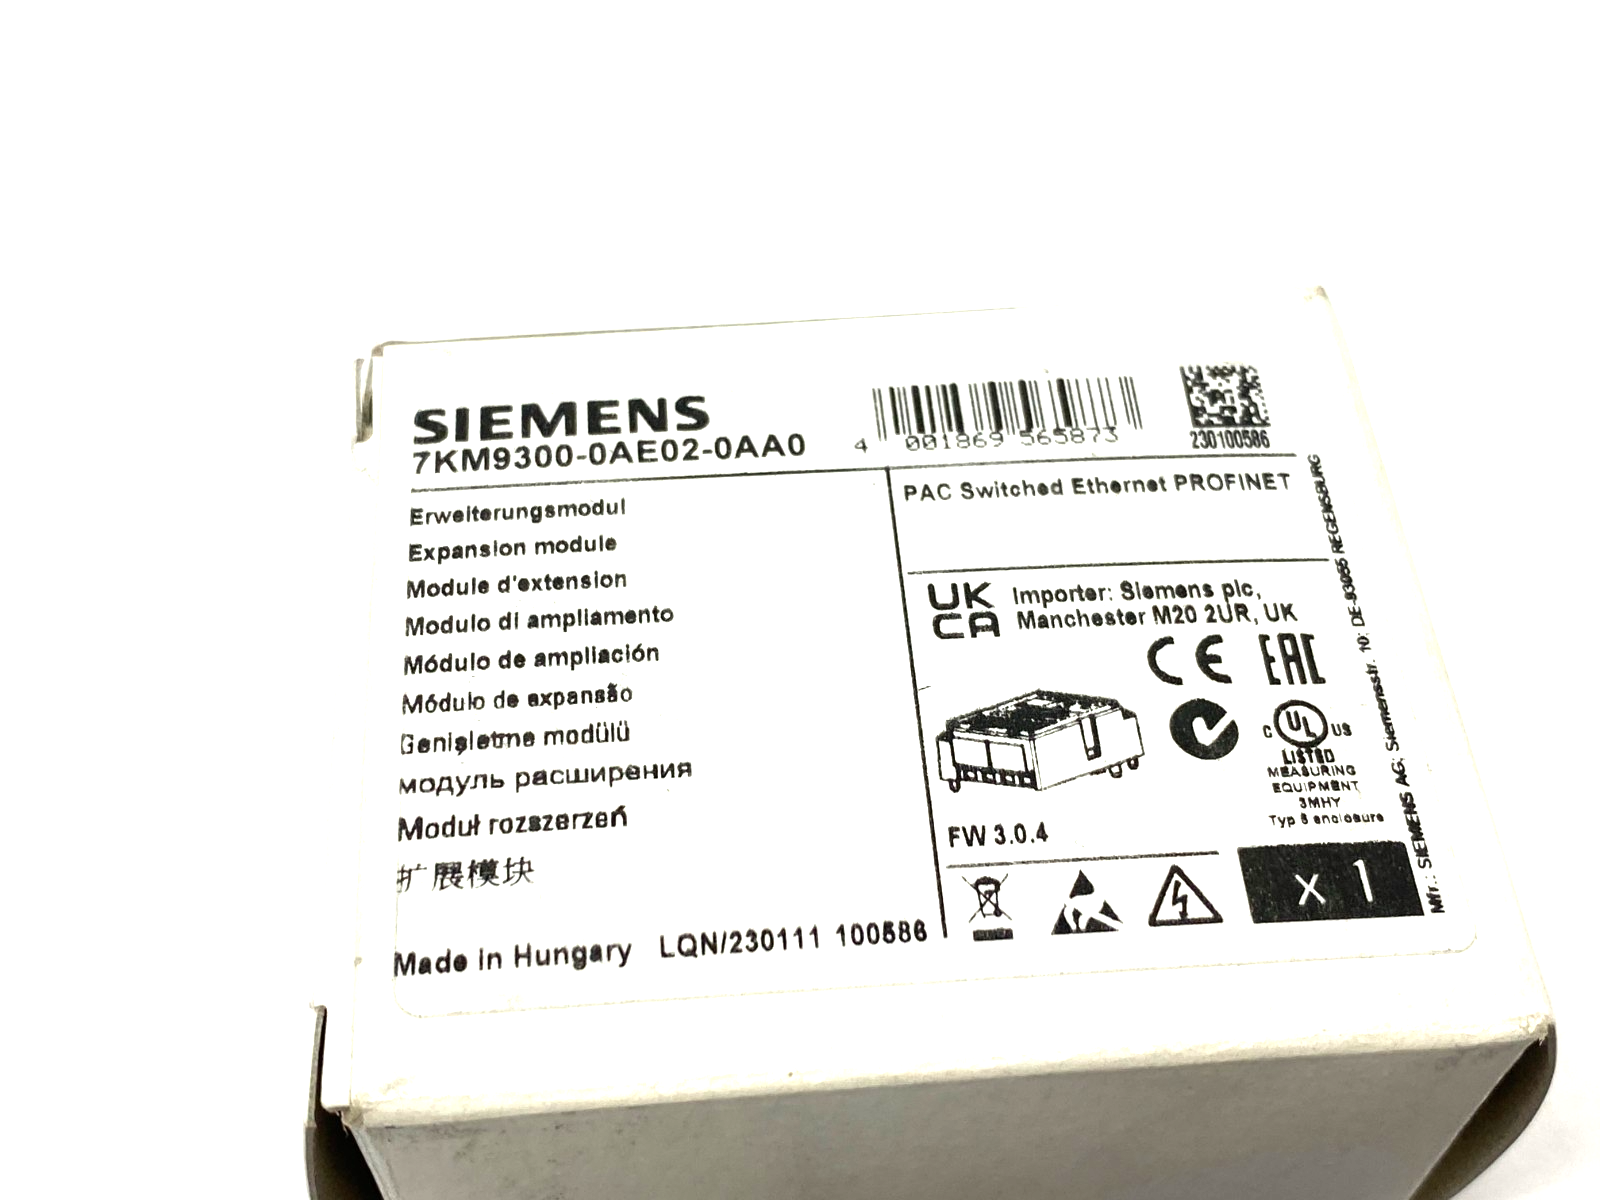 SIEMENS
7KM9300-0AE02-0AA0
4 001869 565873
230100586
Erweiterungsmodul
Expansion module
Module d'extension
Modulo di ampliamento
Módulo de ampliación
Módulo de expansão
Genişletme modülü
модуль расширения
Moduł rozszerzeń
扩展模块
Made in Hungary LQN/230111 100586
PAC Switched Ethernet PROFINET
UK
CA
Importer: Siemens plc,
Manchester M20 2UR, UK
CE EAC
C UL US
LISTED
MEASURING
EQUIPMENT
3MHY
Typ 5 enclosure
FW 3.0.4
x 1
Mfr.: SIEMENS AG; Siemensstr. 10; DE-93055 REGENSBURG